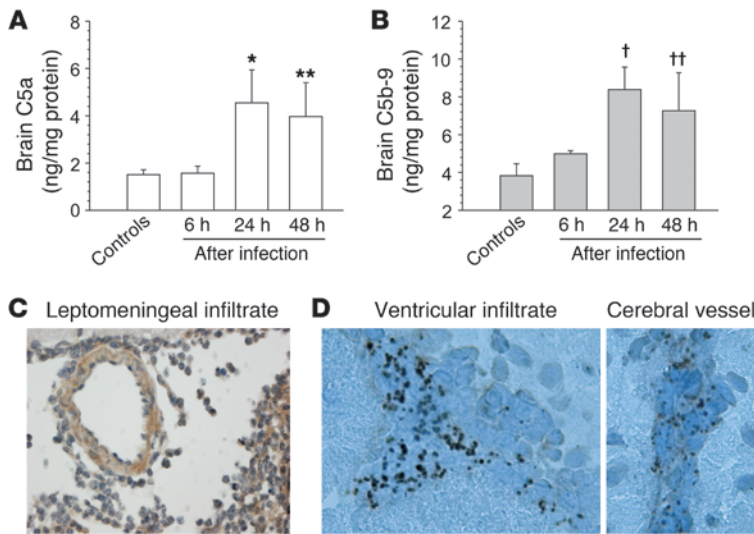 A
Brain C5a
(ng/mg protein)
8
6
4
2
0
*
**
Controls
6 h
24 h
48 h
After infection
B
Brain C5b-9
(ng/mg protein)
12
10
8
6
4
2
†
††
Controls
6 h
24 h
48 h
After infection
C
Leptomeningeal infiltrate
D
Ventricular infiltrate
Cerebral vessel